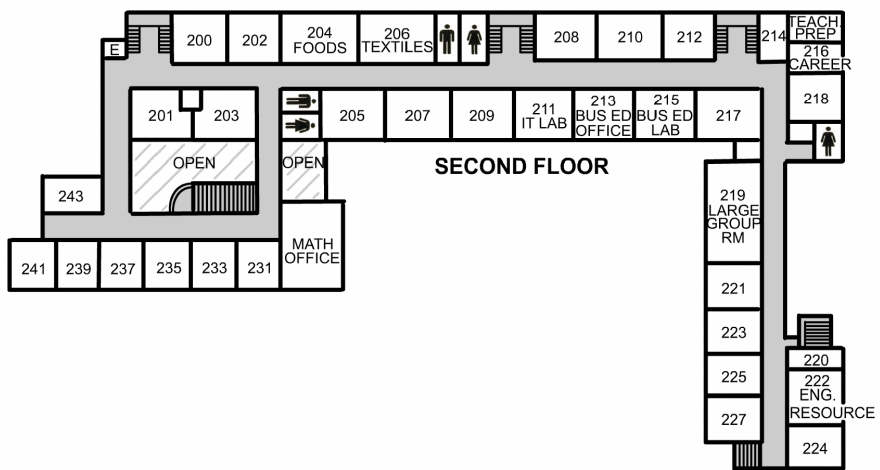 TEACH.
PREP
200
202
204
FOODS
206
TEXTILES
208
210
212
214
E
216
CAREER
218
201
203
205
207
209
211
IT LAB
213
BUS ED
OFFICE
215
BUS ED
LAB
217
OPEN
OPEN
SECOND FLOOR
243
219
LARGE
GROUP
RM
MATH
OFFICE
241
239
237
235
233
231
221
223
220
225
222
ENG.
RESOURCE
227
224